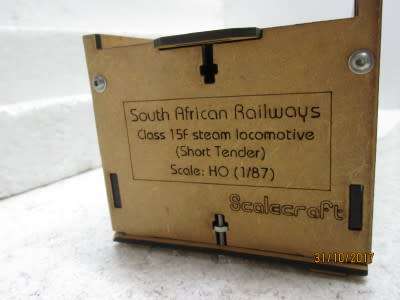 South African Railways
Class 15F steam locomotive
(Short Tender)
Scale: HO (1/87)
Scalecraft
31/10/2017